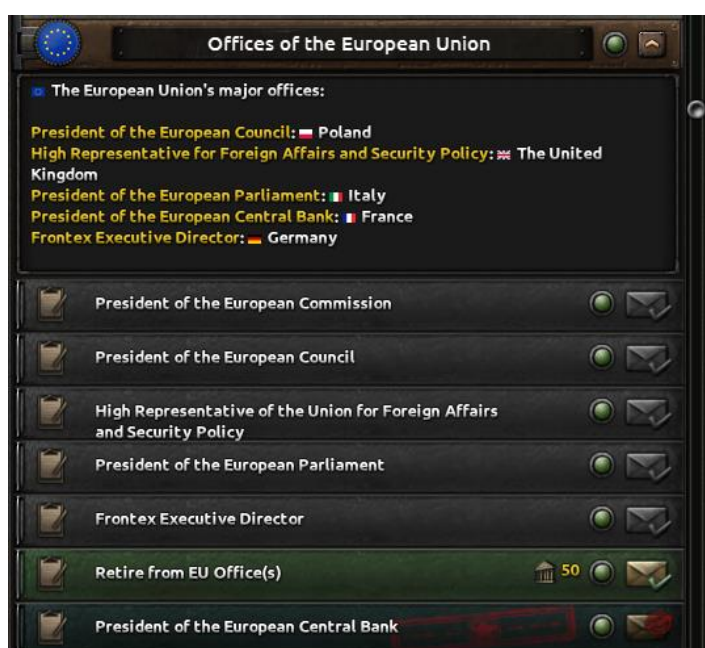 Offices of the European Union
The European Union's major offices:
President of the European Council: Poland
High Representative for Foreign Affairs and Security Policy: The United
Kingdom
President of the European Parliament: Italy
President of the European Central Bank: France
Frontex Executive Director: Germany
President of the European Commission
President of the European Council
High Representative of the Union for Foreign Affairs
and Security Policy
President of the European Parliament
Frontex Executive Director
Retire from EU Office(s) 50
President of the European Central Bank